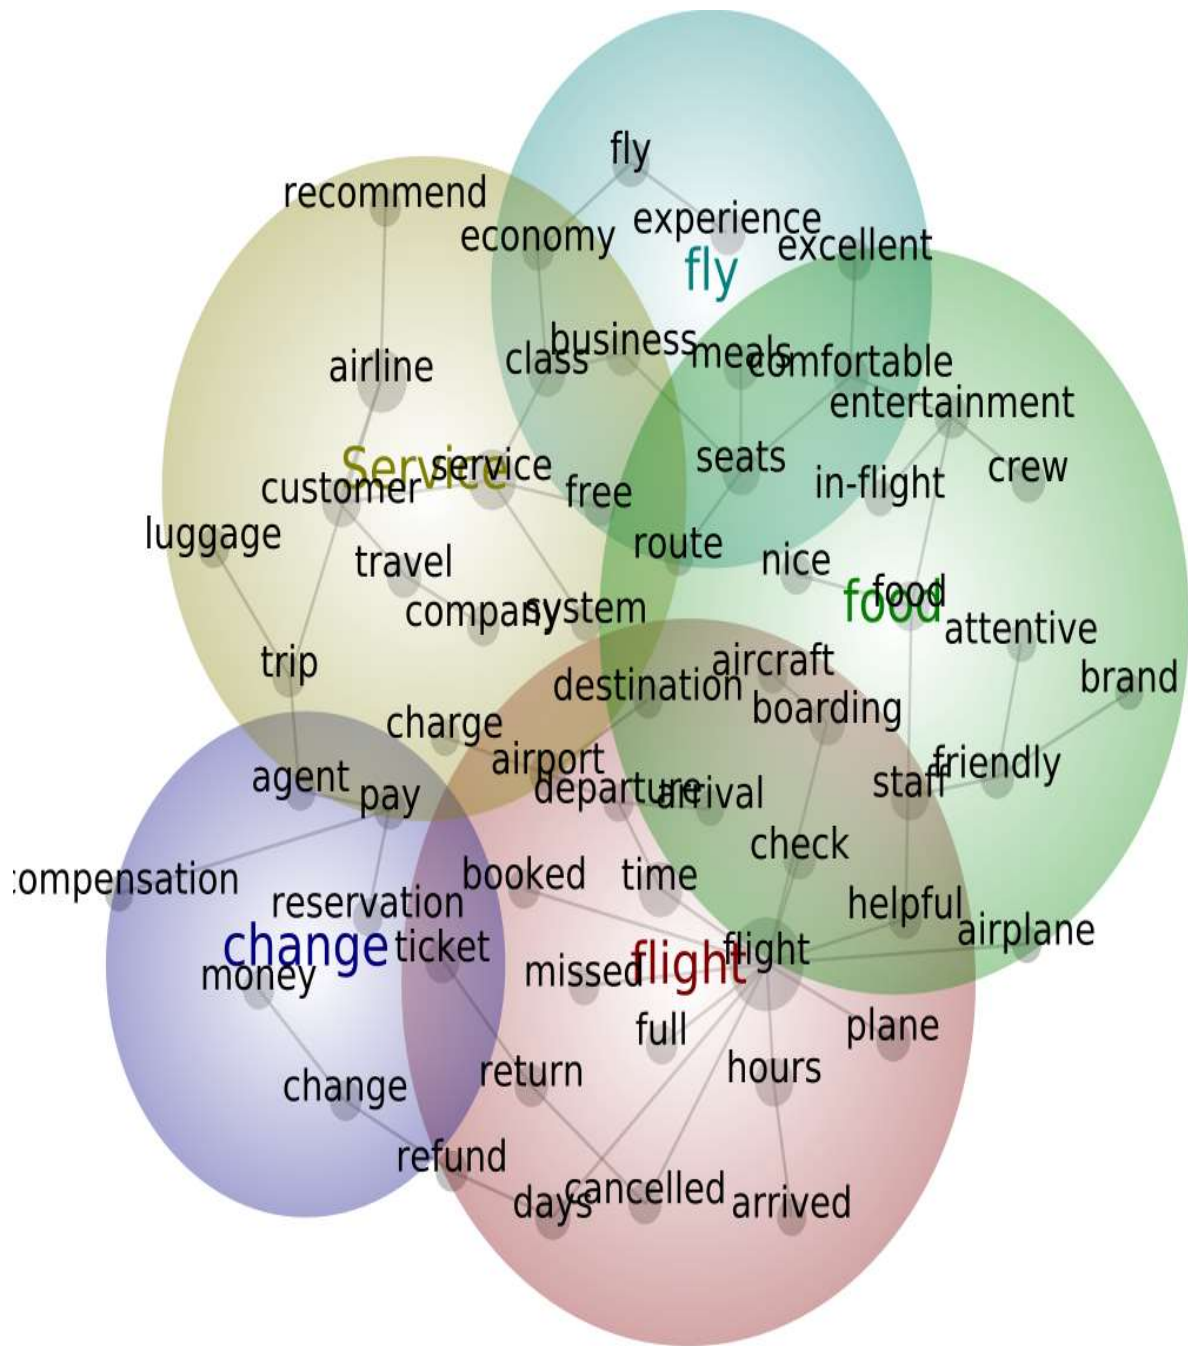 fly
recommend
experience
economy
excellent
fly
business
meals
class
comfortable
airline
entertainment
seats
service
Service
crew
in-flight
customer
free
luggage
route
nice
travel
food
food
company
system
attentive
aircraft
trip
brand
destination
boarding
charge
airport
friendly
agent
staff
departure
arrival
pay
check
booked
time
ompensation
reservation
helpful
airplane
change
ticket
flight
flight
missed
money
full
plane
return
hours
change
refund
cancelled
days
arrived